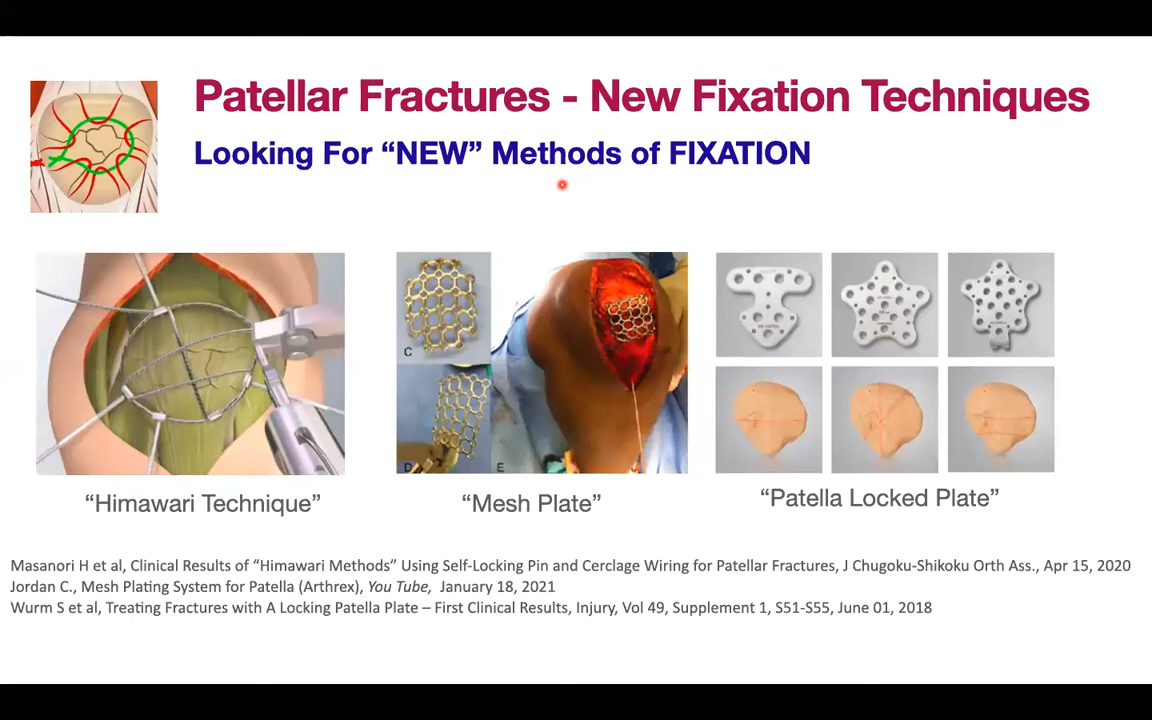 Patellar Fractures - New Fixation Techniques
Looking For “NEW” Methods of FIXATION
C
D
E
“Himawari Technique”
“Mesh Plate”
“Patella Locked Plate”
Masanori H et al, Clinical Results of “Himawari Methods” Using Self-Locking Pin and Cerclage Wiring for Patellar Fractures, J Chugoku-Shikoku Orth Ass., Apr 15, 2020
Jordan C., Mesh Plating System for Patella (Arthrex), You Tube, January 18, 2021
Wurm S et al, Treating Fractures with A Locking Patella Plate – First Clinical Results, Injury, Vol 49, Supplement 1, S51-S55, June 01, 2018